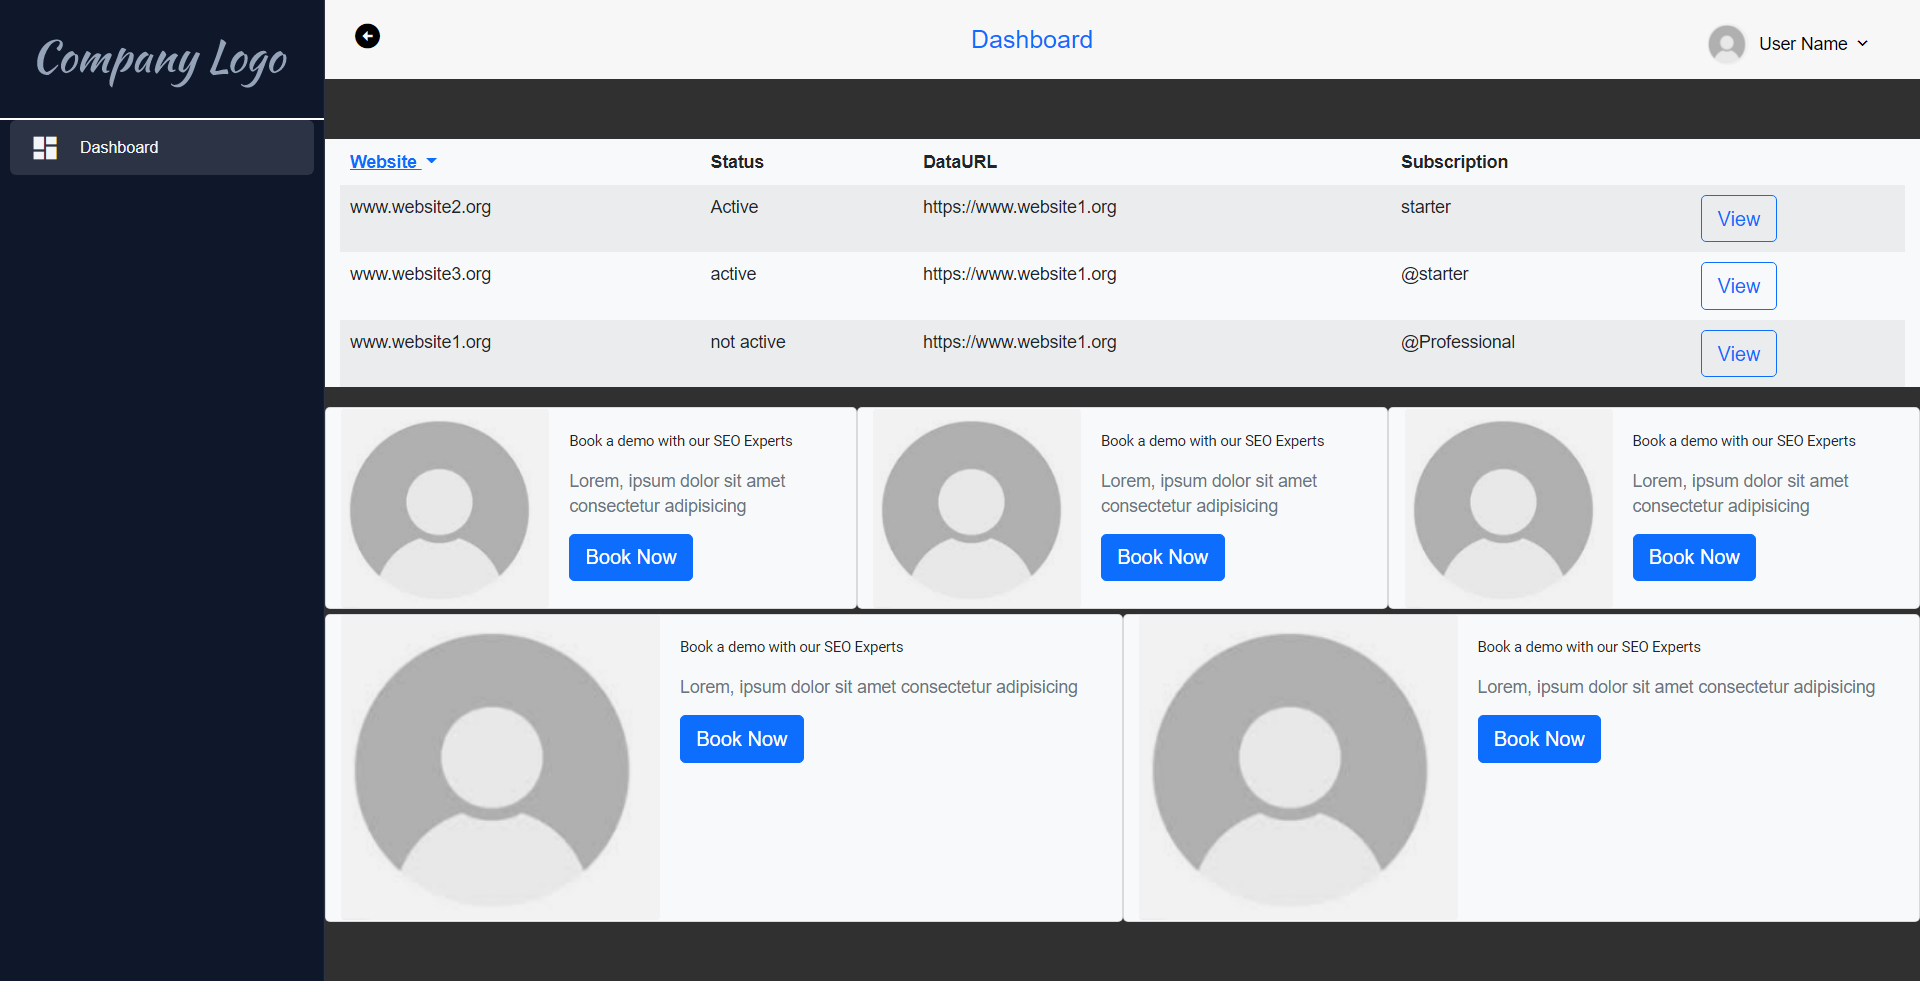 Company Logo
Dashboard
User Name
Dashboard
Website Status DataURL Subscription
www.website2.org Active https://www.website1.org starter View
www.website3.org active https://www.website1.org @starter View
www.website1.org not active https://www.website1.org @Professional View
Book a demo with our SEO Experts
Lorem, ipsum dolor sit amet
consectetur adipisicing
Book Now
Book a demo with our SEO Experts
Lorem, ipsum dolor sit amet
consectetur adipisicing
Book Now
Book a demo with our SEO Experts
Lorem, ipsum dolor sit amet
consectetur adipisicing
Book Now
Book a demo with our SEO Experts
Lorem, ipsum dolor sit amet consectetur adipisicing
Book Now
Book a demo with our SEO Experts
Lorem, ipsum dolor sit amet consectetur adipisicing
Book Now